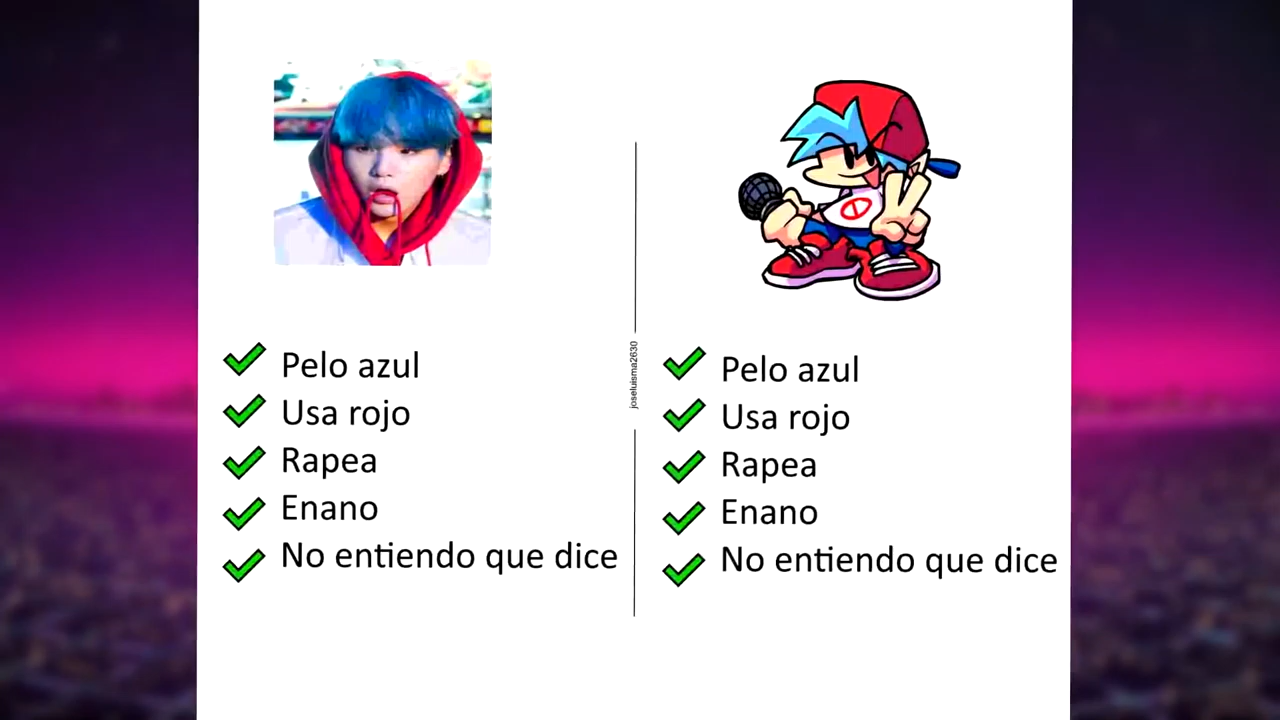 Pelo azul
Usa rojo
Rapea
Enano
No entiendo que dice
joseluisma2630
Pelo azul
Usa rojo
Rapea
Enano
No entiendo que dice